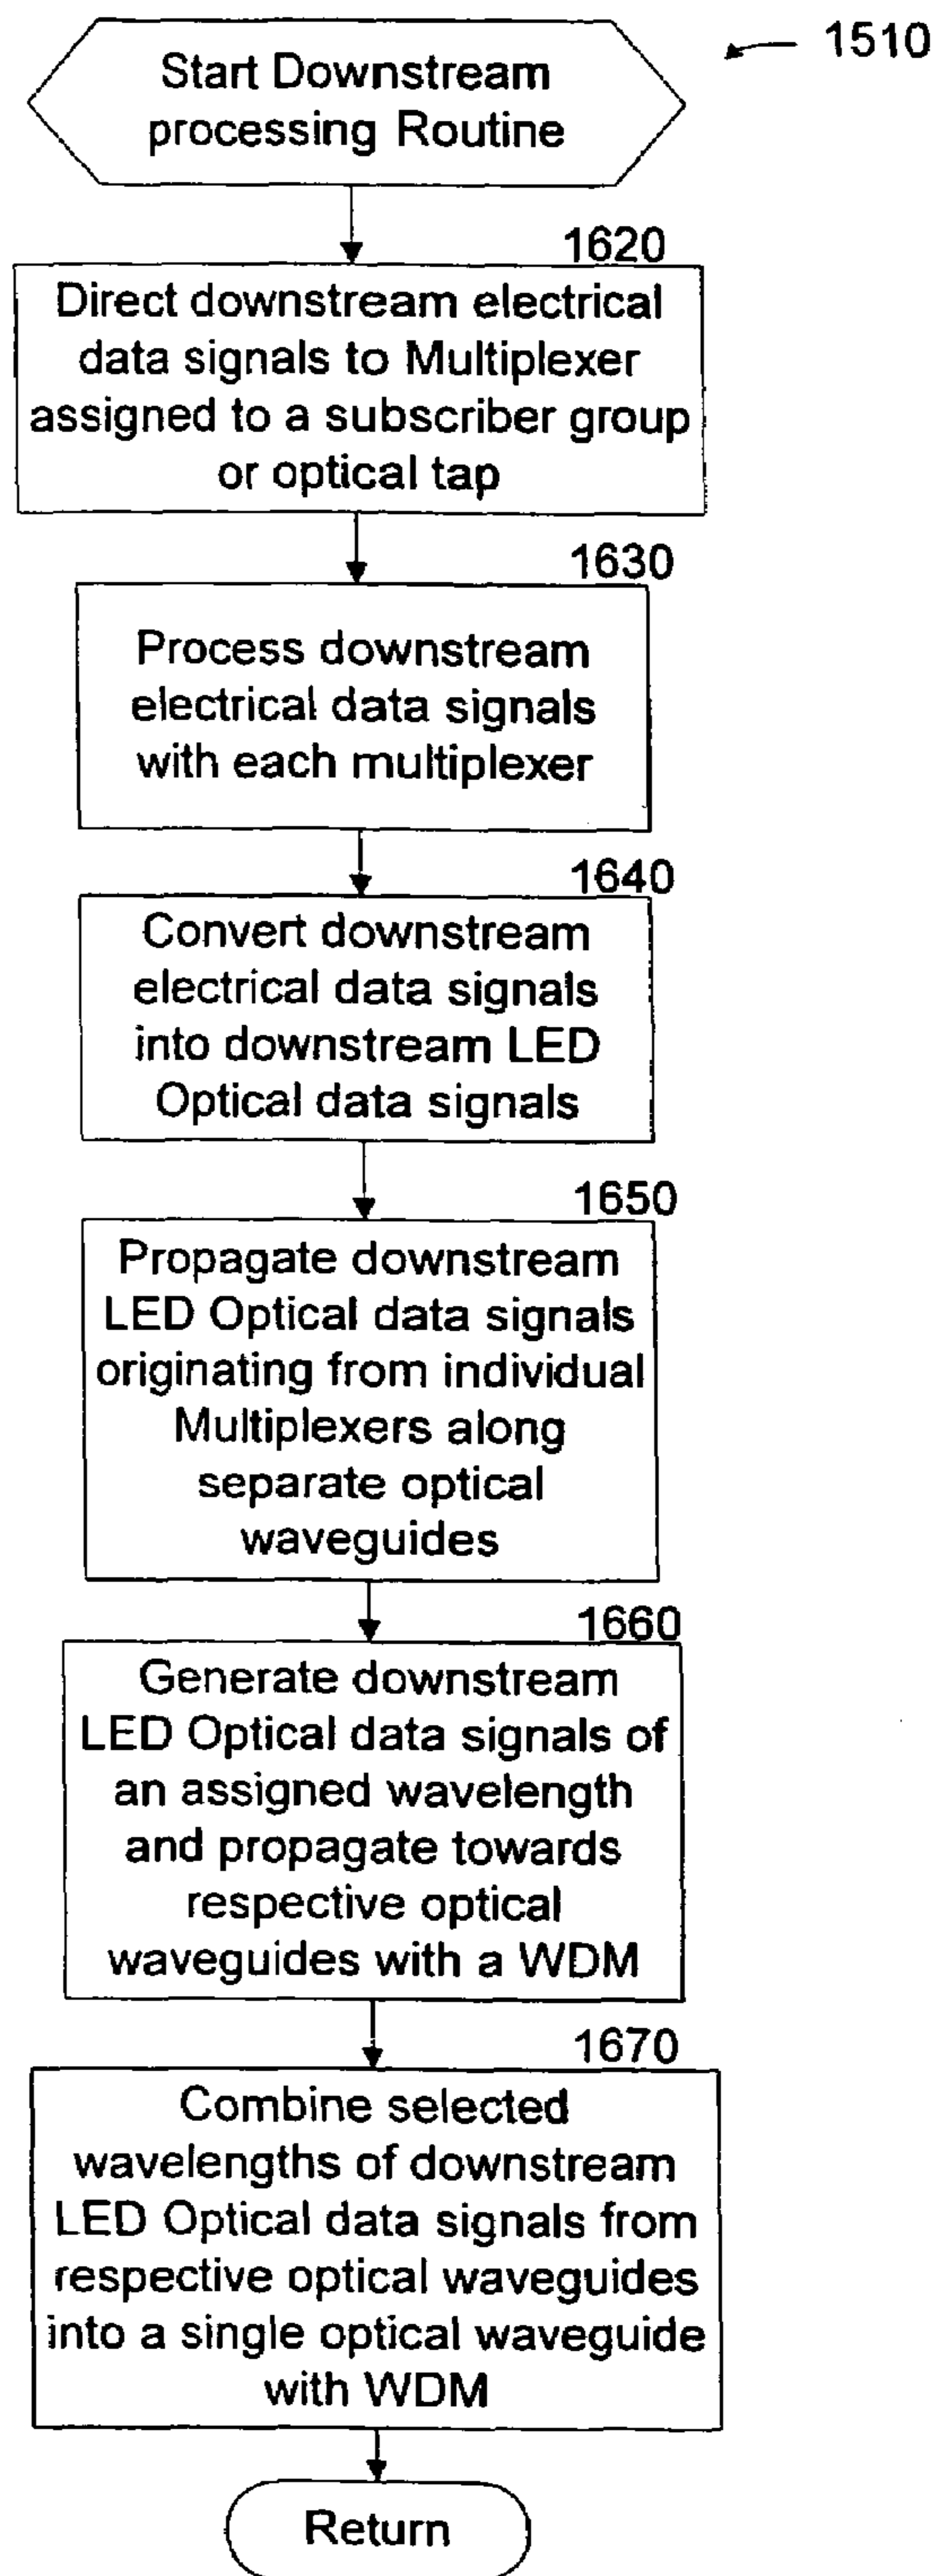 Start Downstream
processing Routine
1510
1620
Direct downstream electrical
data signals to Multiplexer
assigned to a subscriber group
or optical tap
1630
Process downstream
electrical data signals
with each multiplexer
1640
Convert downstream
electrical data signals
into downstream LED
Optical data signals
1650
Propagate downstream
LED Optical data signals
originating from individual
Multiplexers along
separate optical
waveguides
1660
Generate downstream
LED Optical data signals of
an assigned wavelength
and propagate towards
respective optical
waveguides with a WDM
1670
Combine selected
wavelengths of downstream
LED Optical data signals from
respective optical waveguides
into a single optical waveguide
with WDM
Return